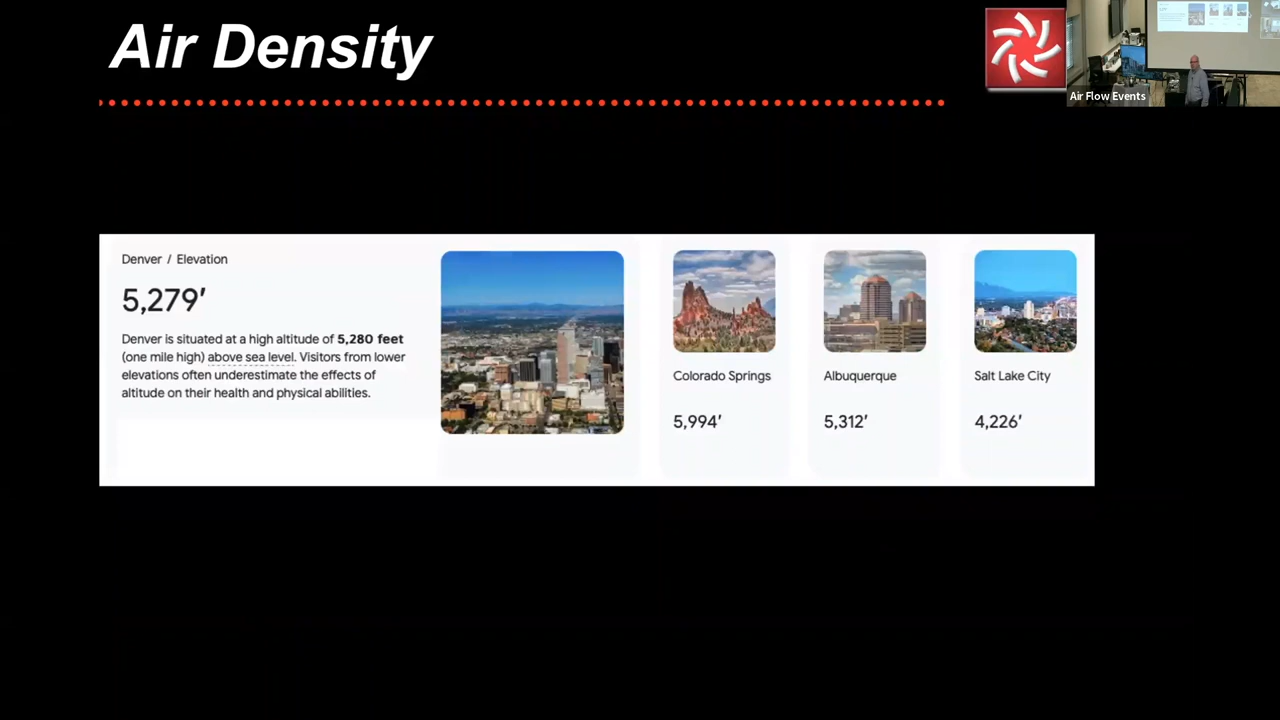 Air Density
Air Flow Events
Denver / Elevation
5,279′
Denver is situated at a high altitude of 5,280 feet
(one mile high) above sea level. Visitors from lower
elevations often underestimate the effects of
altitude on their health and physical abilities.
Colorado Springs
5,994′
Albuquerque
5,312′
Salt Lake City
4,226′